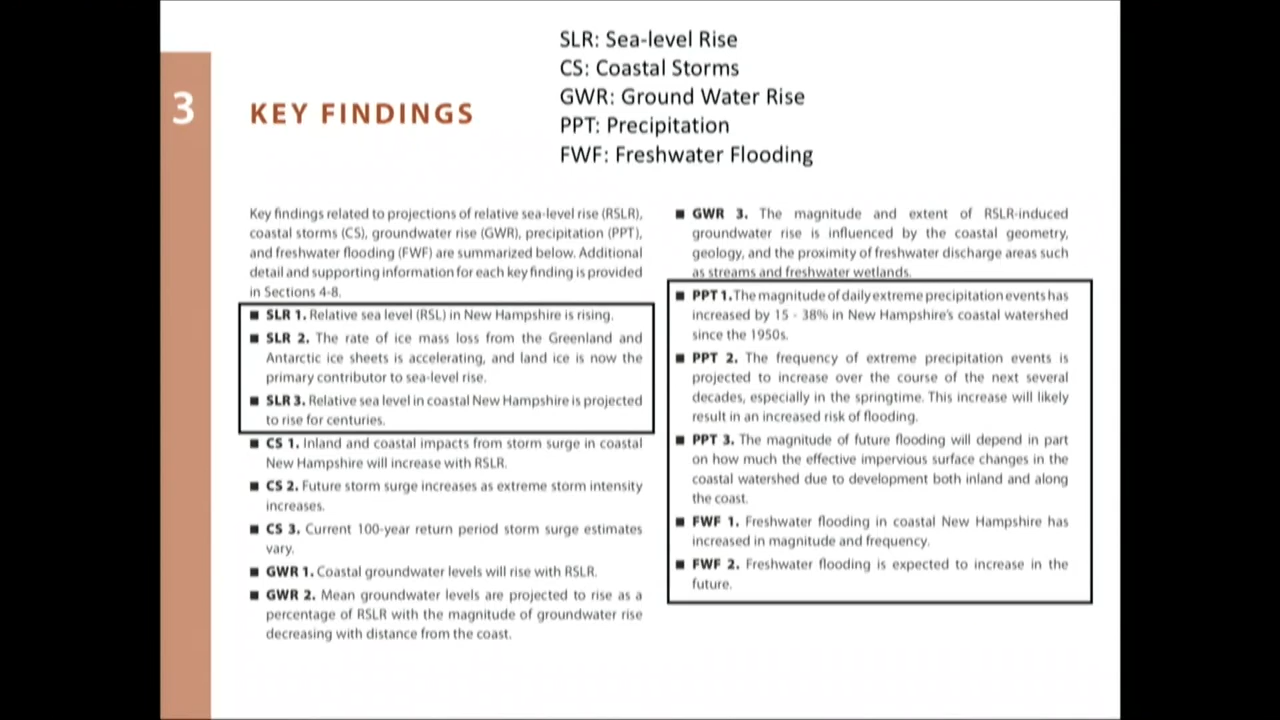 SLR: Sea-level Rise
CS: Coastal Storms
GWR: Ground Water Rise
PPT: Precipitation
FWF: Freshwater Flooding
3
KEY FINDINGS
Key findings related to projections of relative sea-level rise (RSLR),
coastal storms (CS), groundwater rise (GWR), precipitation (PPT),
and freshwater flooding (FWF) are summarized below. Additional
detail and supporting information for each key finding is provided
in Sections 4-8.
■ SLR 1. Relative sea level (RSL) in New Hampshire is rising.
■ SLR 2. The rate of ice mass loss from the Greenland and
Antarctic ice sheets is accelerating, and land ice is now the
primary contributor to sea-level rise.
■ SLR 3. Relative sea level in coastal New Hampshire is projected
to rise for centuries.
■ CS 1. Inland and coastal impacts from storm surge in coastal
New Hampshire will increase with RSLR.
■ CS 2. Future storm surge increases as extreme storm intensity
increases.
■ CS 3. Current 100-year return period storm surge estimates
vary.
■ GWR 1. Coastal groundwater levels will rise with RSLR.
■ GWR 2. Mean groundwater levels are projected to rise as a
percentage of RSLR with the magnitude of groundwater rise
decreasing with distance from the coast.
■ GWR 3. The magnitude and extent of RSLR-induced
groundwater rise is influenced by the coastal geometry,
geology, and the proximity of freshwater discharge areas such
as streams and freshwater wetlands.
■ PPT 1. The magnitude of daily extreme precipitation events has
increased by 15 - 38% in New Hampshire's coastal watershed
since the 1950s.
■ PPT 2. The frequency of extreme precipitation events is
projected to increase over the course of the next several
decades, especially in the springtime. This increase will likely
result in an increased risk of flooding.
■ PPT 3. The magnitude of future flooding will depend in part
on how much the effective impervious surface changes in the
coastal watershed due to development both inland and along
the coast.
■ FWF 1. Freshwater flooding in coastal New Hampshire has
increased in magnitude and frequency.
■ FWF 2. Freshwater flooding is expected to increase in the
future.